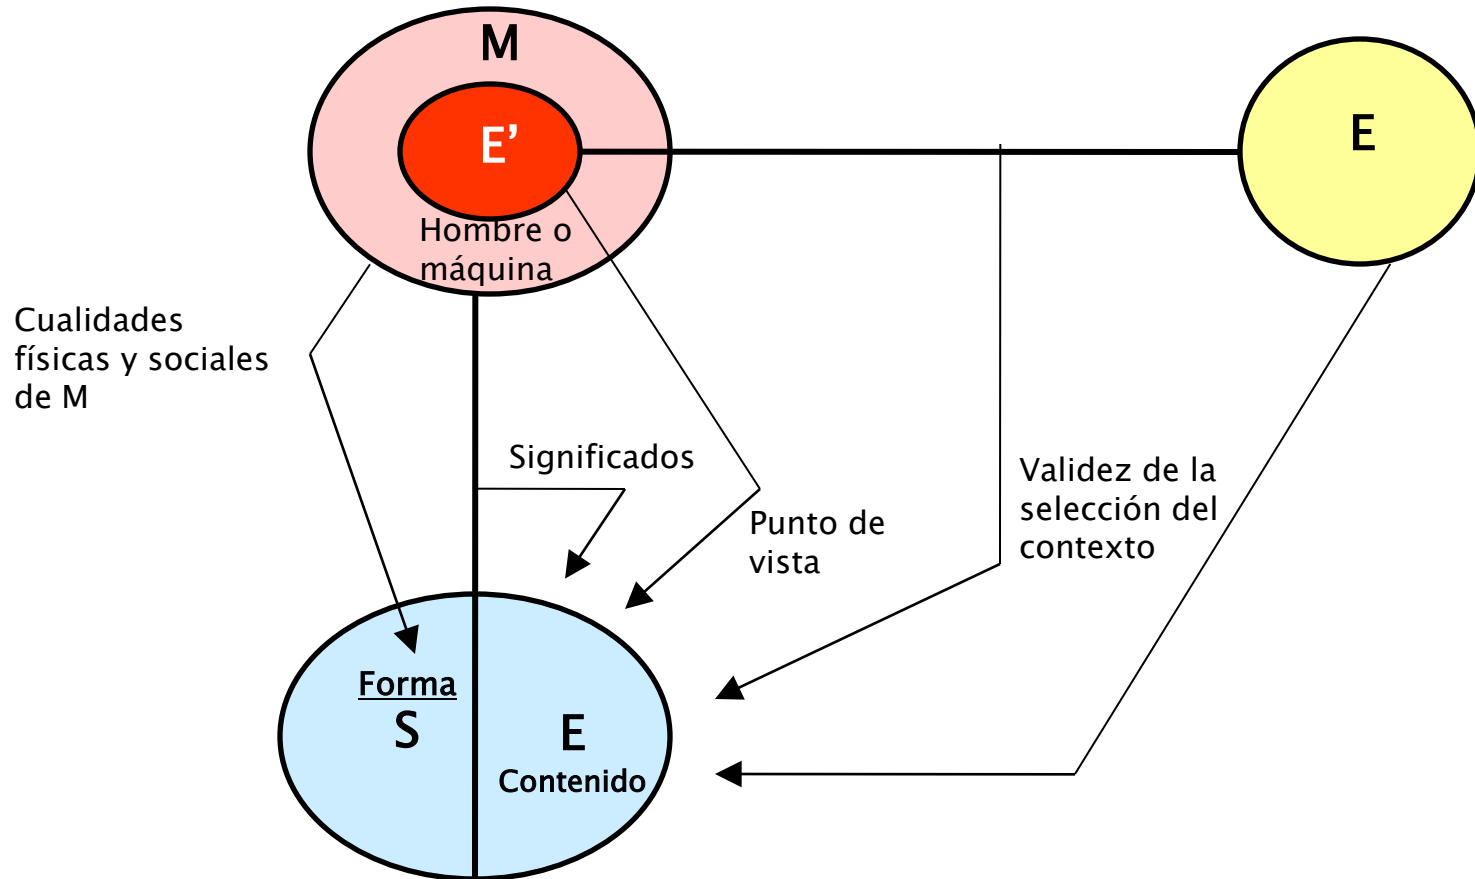 M
E’
E
Hombre o
máquina
Cualidades
físicas y sociales
de M
Significados
Punto de
vista
Validez de la
selección del
contexto
Forma
S
E
Contenido